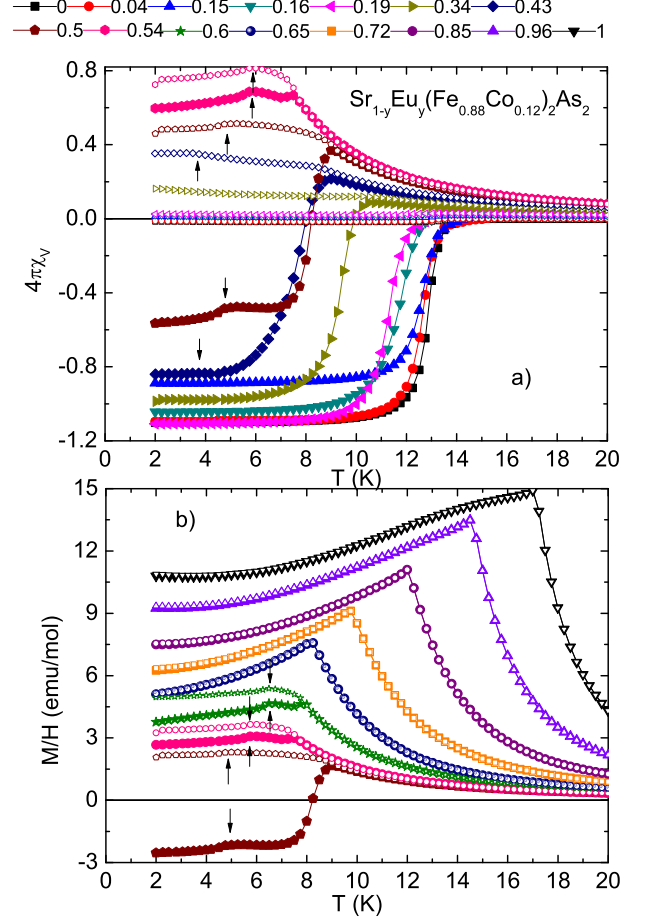 0 0.04 0.15 0.16 0.19 0.34 0.43
0.5 0.54 0.6 0.65 0.72 0.85 0.96 1
0.8
Sr1-yEuy(Fe0.88Co0.12)2As2
0.4
0.0
4πχV
-0.4
-0.8
a)
-1.2
0 2 4 6 8 10 12 14 16 18 20
T (K)
15
b)
12
9
M/H (emu/mol)
6
3
0
-3
0 2 4 6 8 10 12 14 16 18 20
T (K)